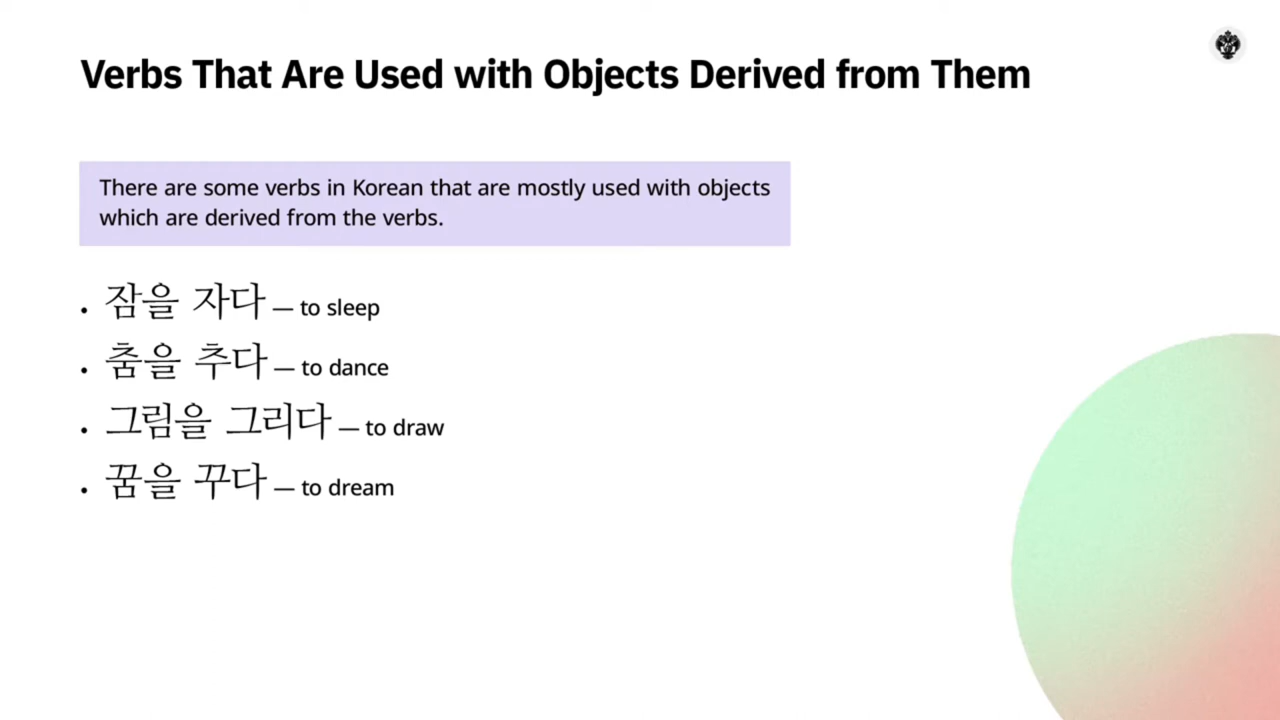 Verbs That Are Used with Objects Derived from Them
There are some verbs in Korean that are mostly used with objects
which are derived from the verbs.
• 잠을 자다 — to sleep
• 춤을 추다 — to dance
• 그림을 그리다 — to draw
• 꿈을 꾸다 — to dream